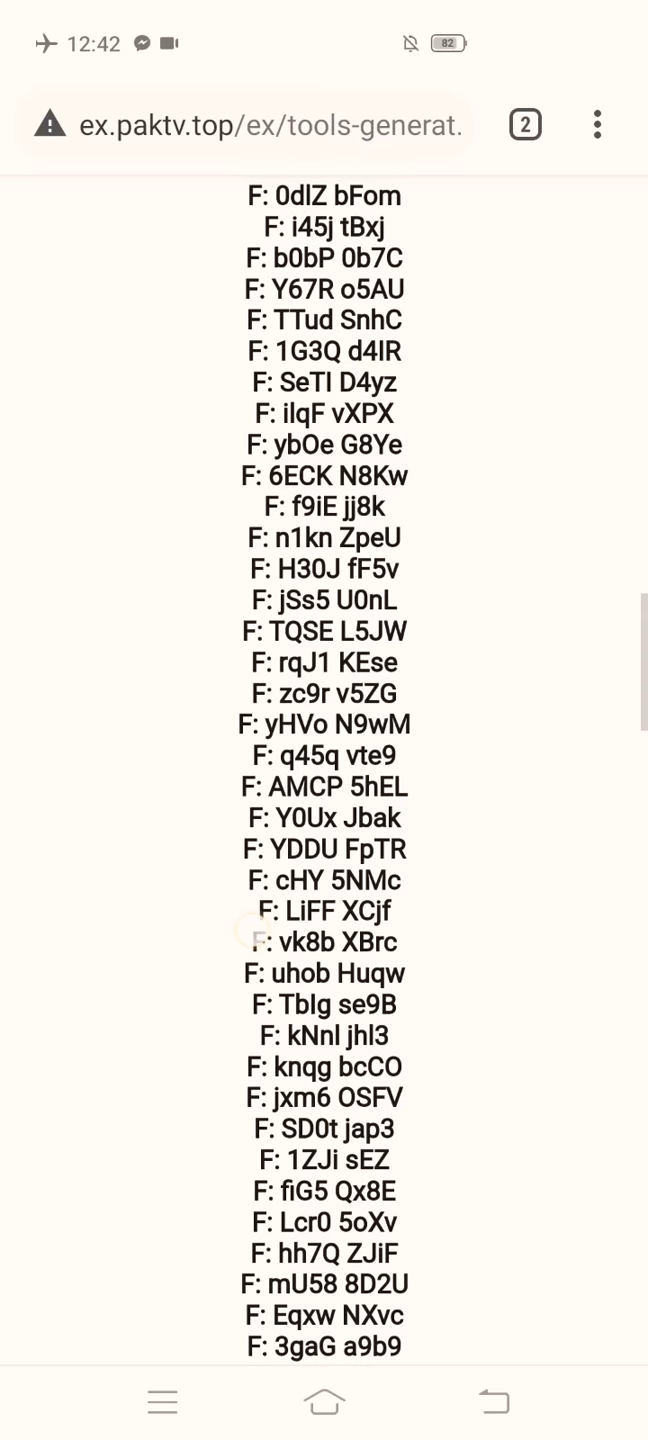 12:42
82
ex.paktv.top/ex/tools-generat.
2
F: 0dlZ bFom
F: i45j tBxj
F: b0bP 0b7C
F: Y67R o5AU
F: TTud SnhC
F: 1G3Q d4IR
F: SeTI D4yz
F: ilqF vXPX
F: ybOe G8Ye
F: 6ECK N8Kw
F: f9iE jj8k
F: n1kn ZpeU
F: H30J fF5v
F: jSs5 U0nL
F: TQSE L5JW
F: rqJ1 KEse
F: zc9r v5ZG
F: yHVo N9wM
F: q45q vte9
F: AMCP 5hEL
F: Y0Ux Jbak
F: YDDU FpTR
F: cHY 5NMc
F: LiFF XCjf
F: vk8b XBrc
F: uhob Huqw
F: TbIg se9B
F: kNnl jhl3
F: knqg bcCO
F: jxm6 OSFV
F: SD0t jap3
F: 1ZJi sEZ
F: fiG5 Qx8E
F: Lcr0 5oXv
F: hh7Q ZJiF
F: mU58 8D2U
F: Eqxw NXvc
F: 3gaG a9b9